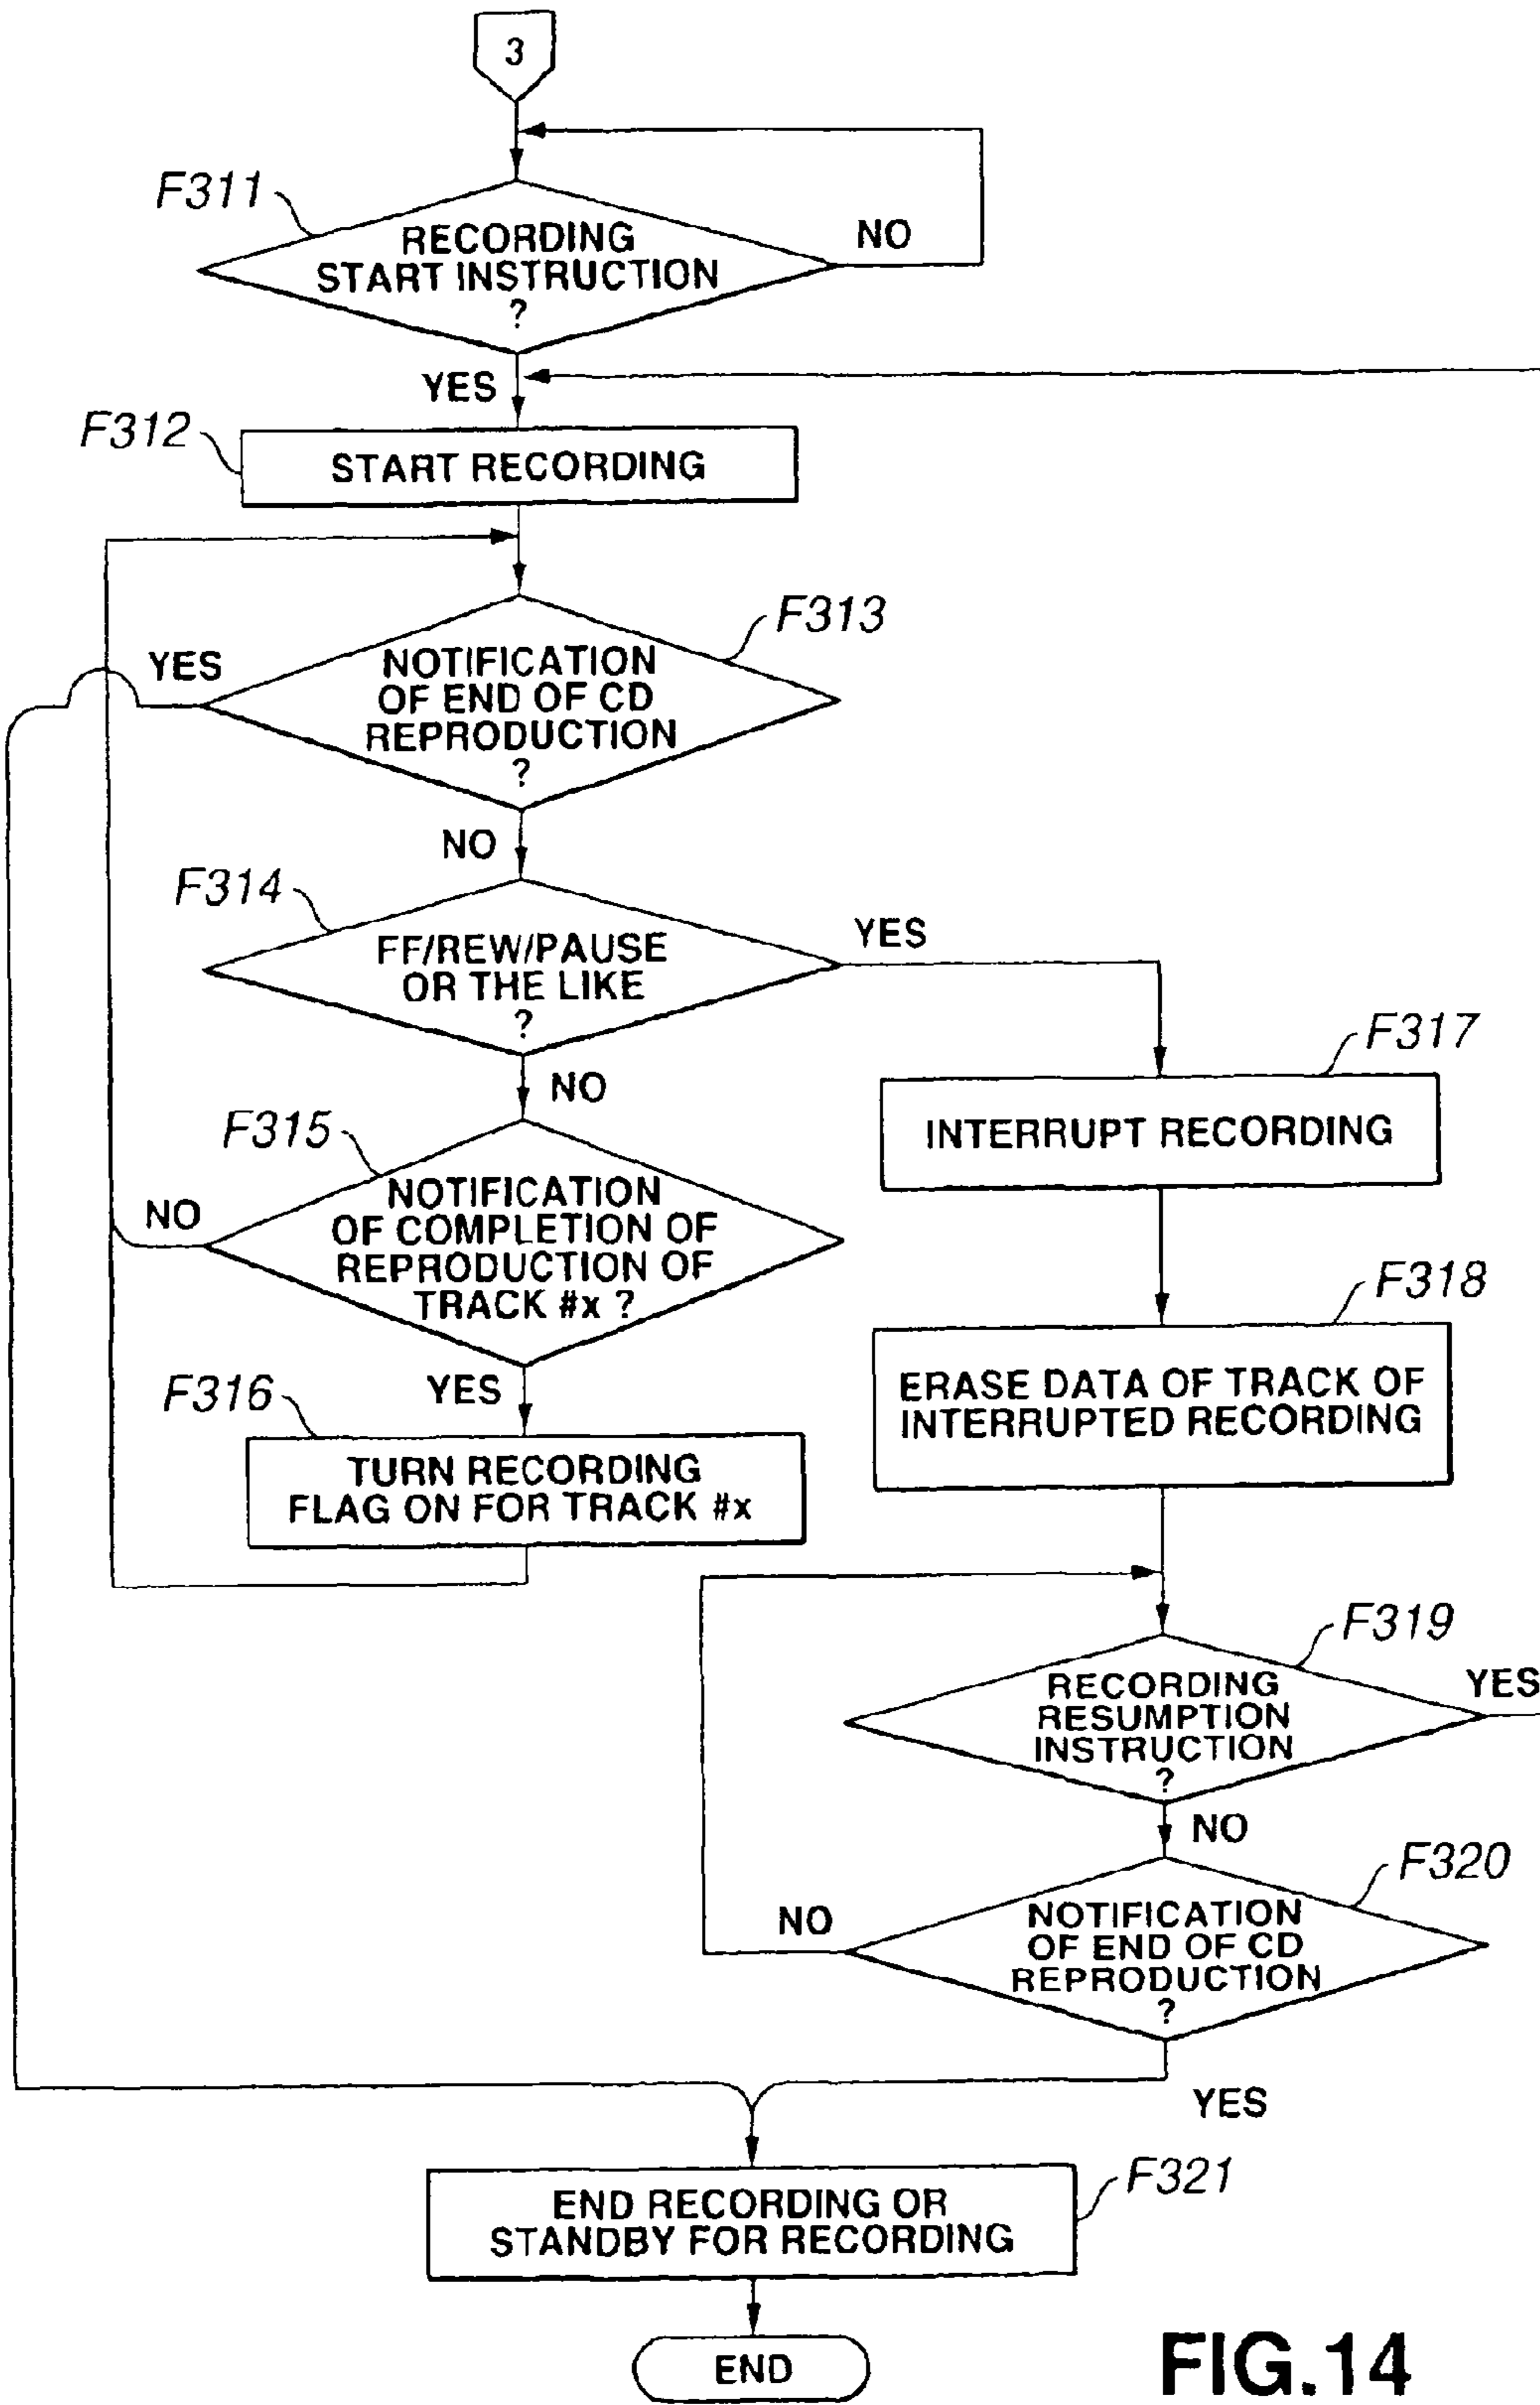 3
F311
RECORDING
START INSTRUCTION
?
NO
YES
F312
START RECORDING
F313
YES
NOTIFICATION
OF END OF CD
REPRODUCTION
?
NO
F314
FF/REW/PAUSE
OR THE LIKE
?
YES
NO
F315
NOTIFICATION
OF COMPLETION OF
REPRODUCTION OF
TRACK #x ?
NO
YES
F316
TURN RECORDING
FLAG ON FOR TRACK #x
F317
INTERRUPT RECORDING
F318
ERASE DATA OF TRACK OF
INTERRUPTED RECORDING
F319
RECORDING
RESUMPTION
INSTRUCTION
?
YES
NO
F320
NOTIFICATION
OF END OF CD
REPRODUCTION
?
NO
YES
F321
END RECORDING OR
STANDBY FOR RECORDING
END
FIG.14